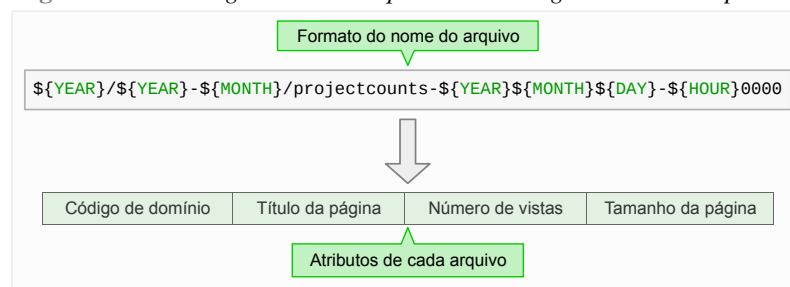 Formato do nome do arquivo
${YEAR}/${YEAR}-${MONTH}/projectcounts-${YEAR}${MONTH}${DAY}-${HOUR}0000
Código de domínio Título da página Número de vistas Tamanho da página
Atributos de cada arquivo